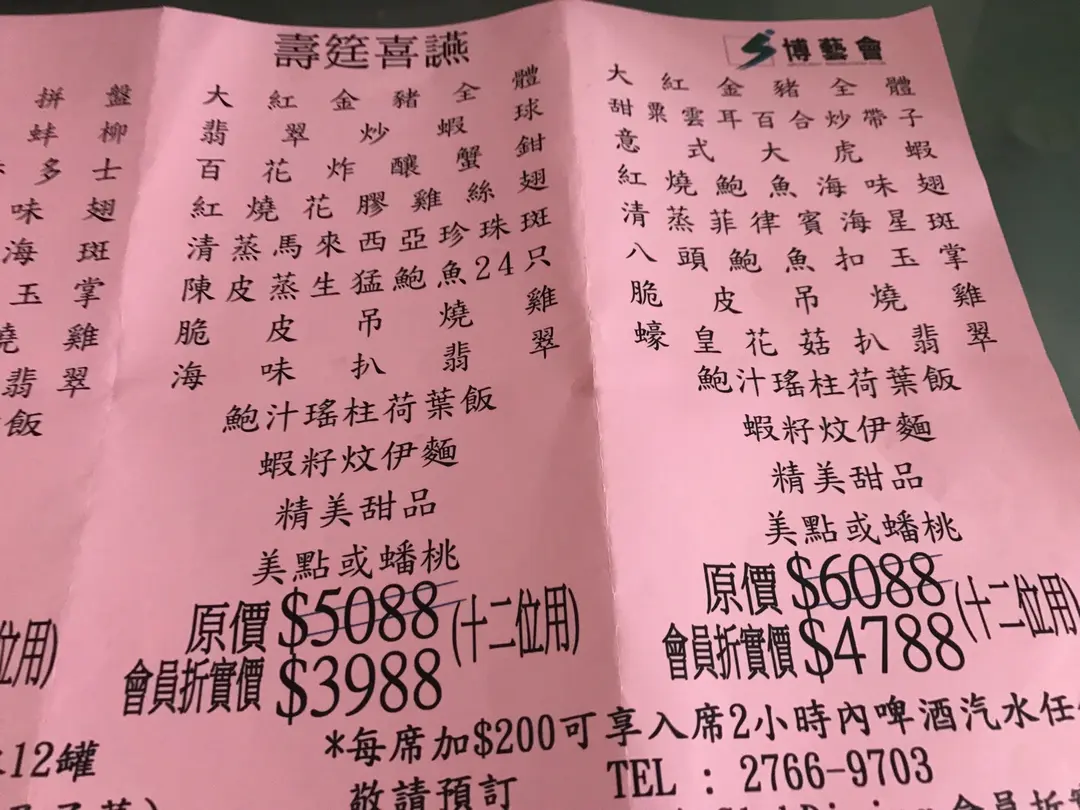 壽筵喜讌
博藝會
拼盤
蚌柳
多士
味翅
海斑
玉掌
燒雞
翡翠
飯
位用)
12罐
大紅金豬全體
翡翠炒蝦球
百花炸釀蟹鉗
紅燒花膠雞絲翅
清蒸馬來西亞珍珠斑
陳皮蒸生猛鮑魚24只
脆皮吊燒雞
海味扒翡翠
鮑汁瑤柱荷葉飯
蝦籽炆伊麵
精美甜品
美點或蟠桃
原價$5088(十二位用)
會員折實價$3988
大紅金豬全體
甜粟雲耳百合炒帶子
意式大虎蝦
紅燒鮑魚海味翅
清蒸菲律賓海星斑
八頭鮑魚扣玉掌
脆皮吊燒雞
蠔皇花菇扒翡翠
鮑汁瑤柱荷葉飯
蝦籽炆伊麵
精美甜品
美點或蟠桃
原價$6088(十二位用)
會員折實價$4788
*每席加$200可享入席2小時內啤酒汽水任
敬請預訂 TEL : 2766-9703